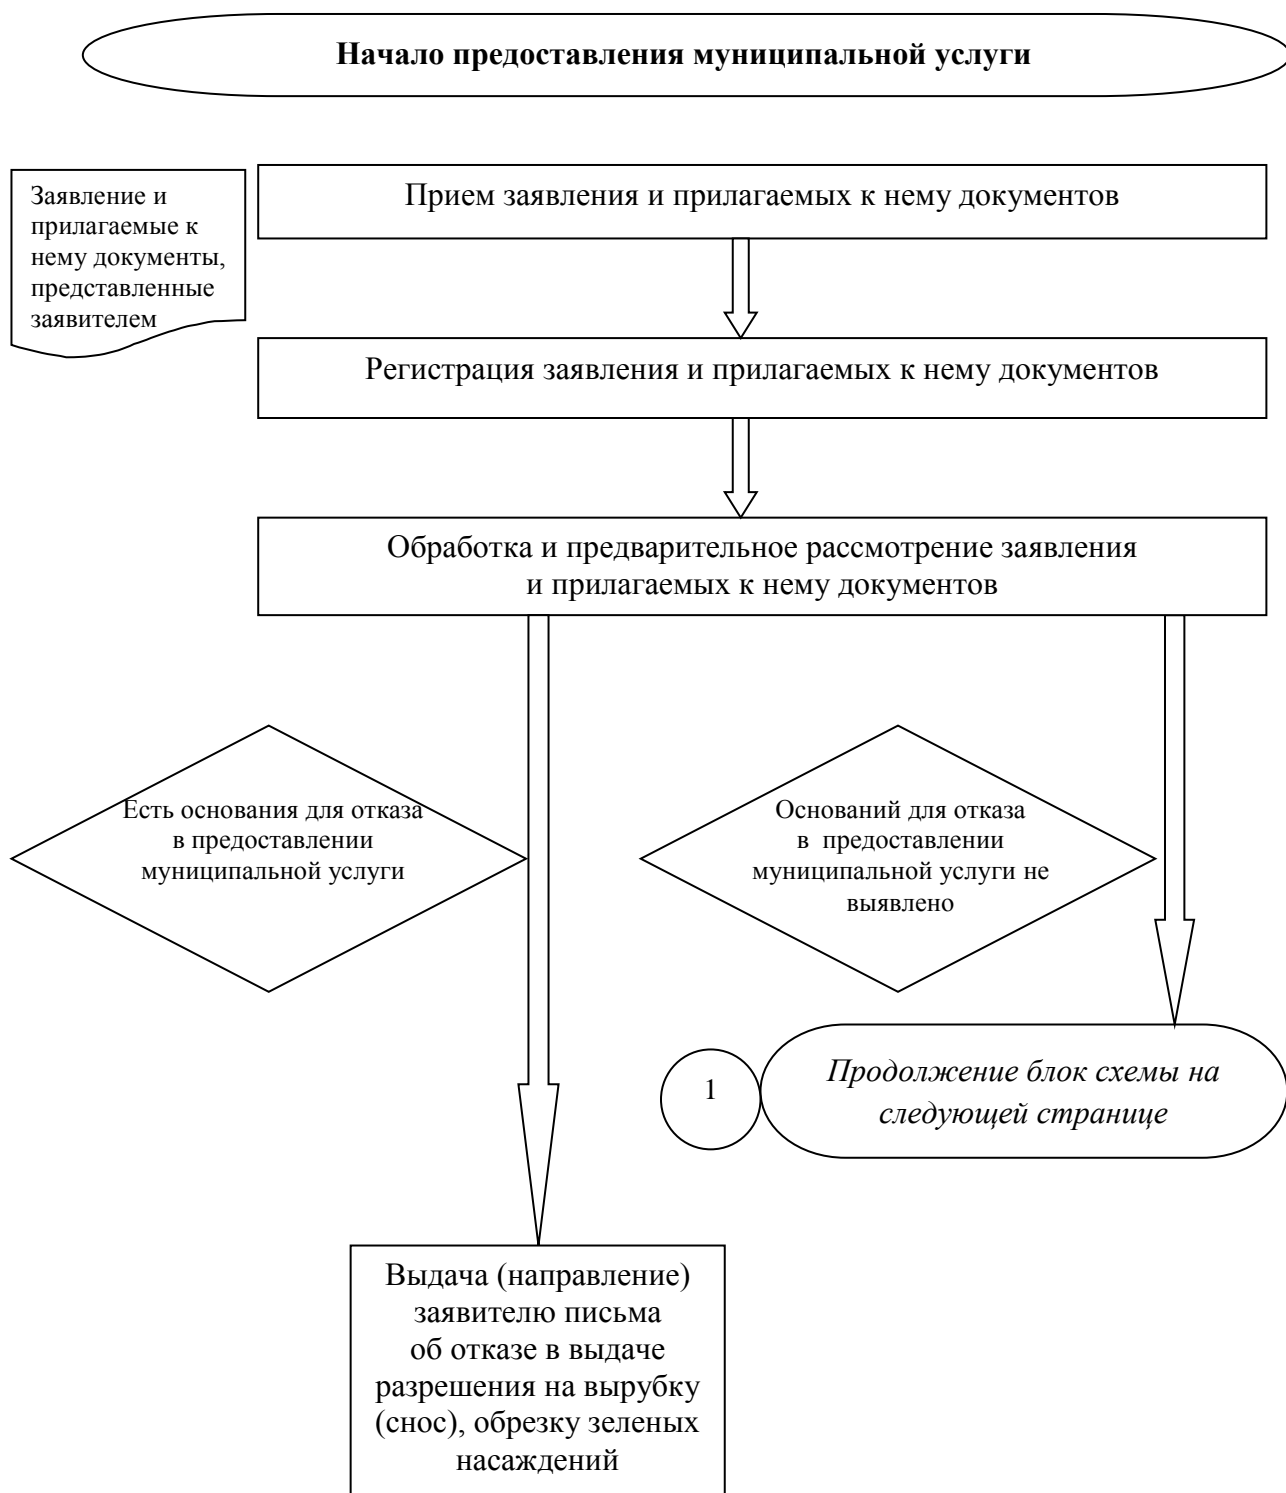 Начало предоставления муниципальной услуги
Заявление и
прилагаемые к
нему документы,
представленные
заявителем
Прием заявления и прилагаемых к нему документов
Регистрация заявления и прилагаемых к нему документов
Обработка и предварительное рассмотрение заявления
и прилагаемых к нему документов
Есть основания для отказа
в предоставлении
муниципальной услуги
Оснований для отказа
в предоставлении
муниципальной услуги не
выявлено
1
Продолжение блок схемы на
следующей странице
Выдача (направление)
заявителю письма
об отказе в выдаче
разрешения на вырубку
(снос), обрезку зеленых
насаждений